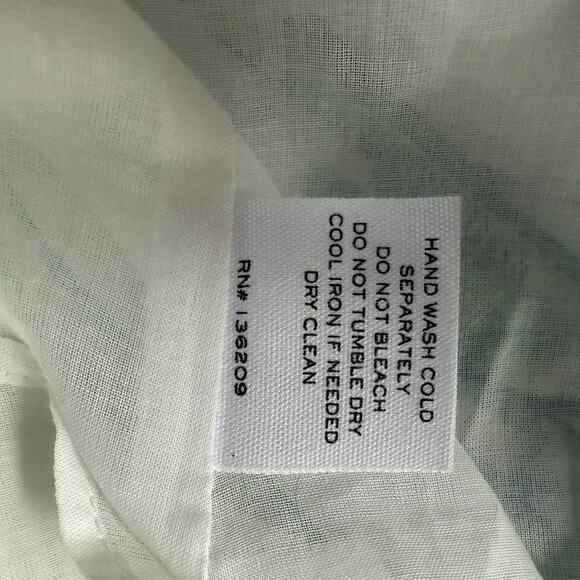 HAND WASH COLD
SEPARATELY
DO NOT BLEACH
DO NOT TUMBLE DRY
COOL IRON IF NEEDED
DRY CLEAN
RN# 136209